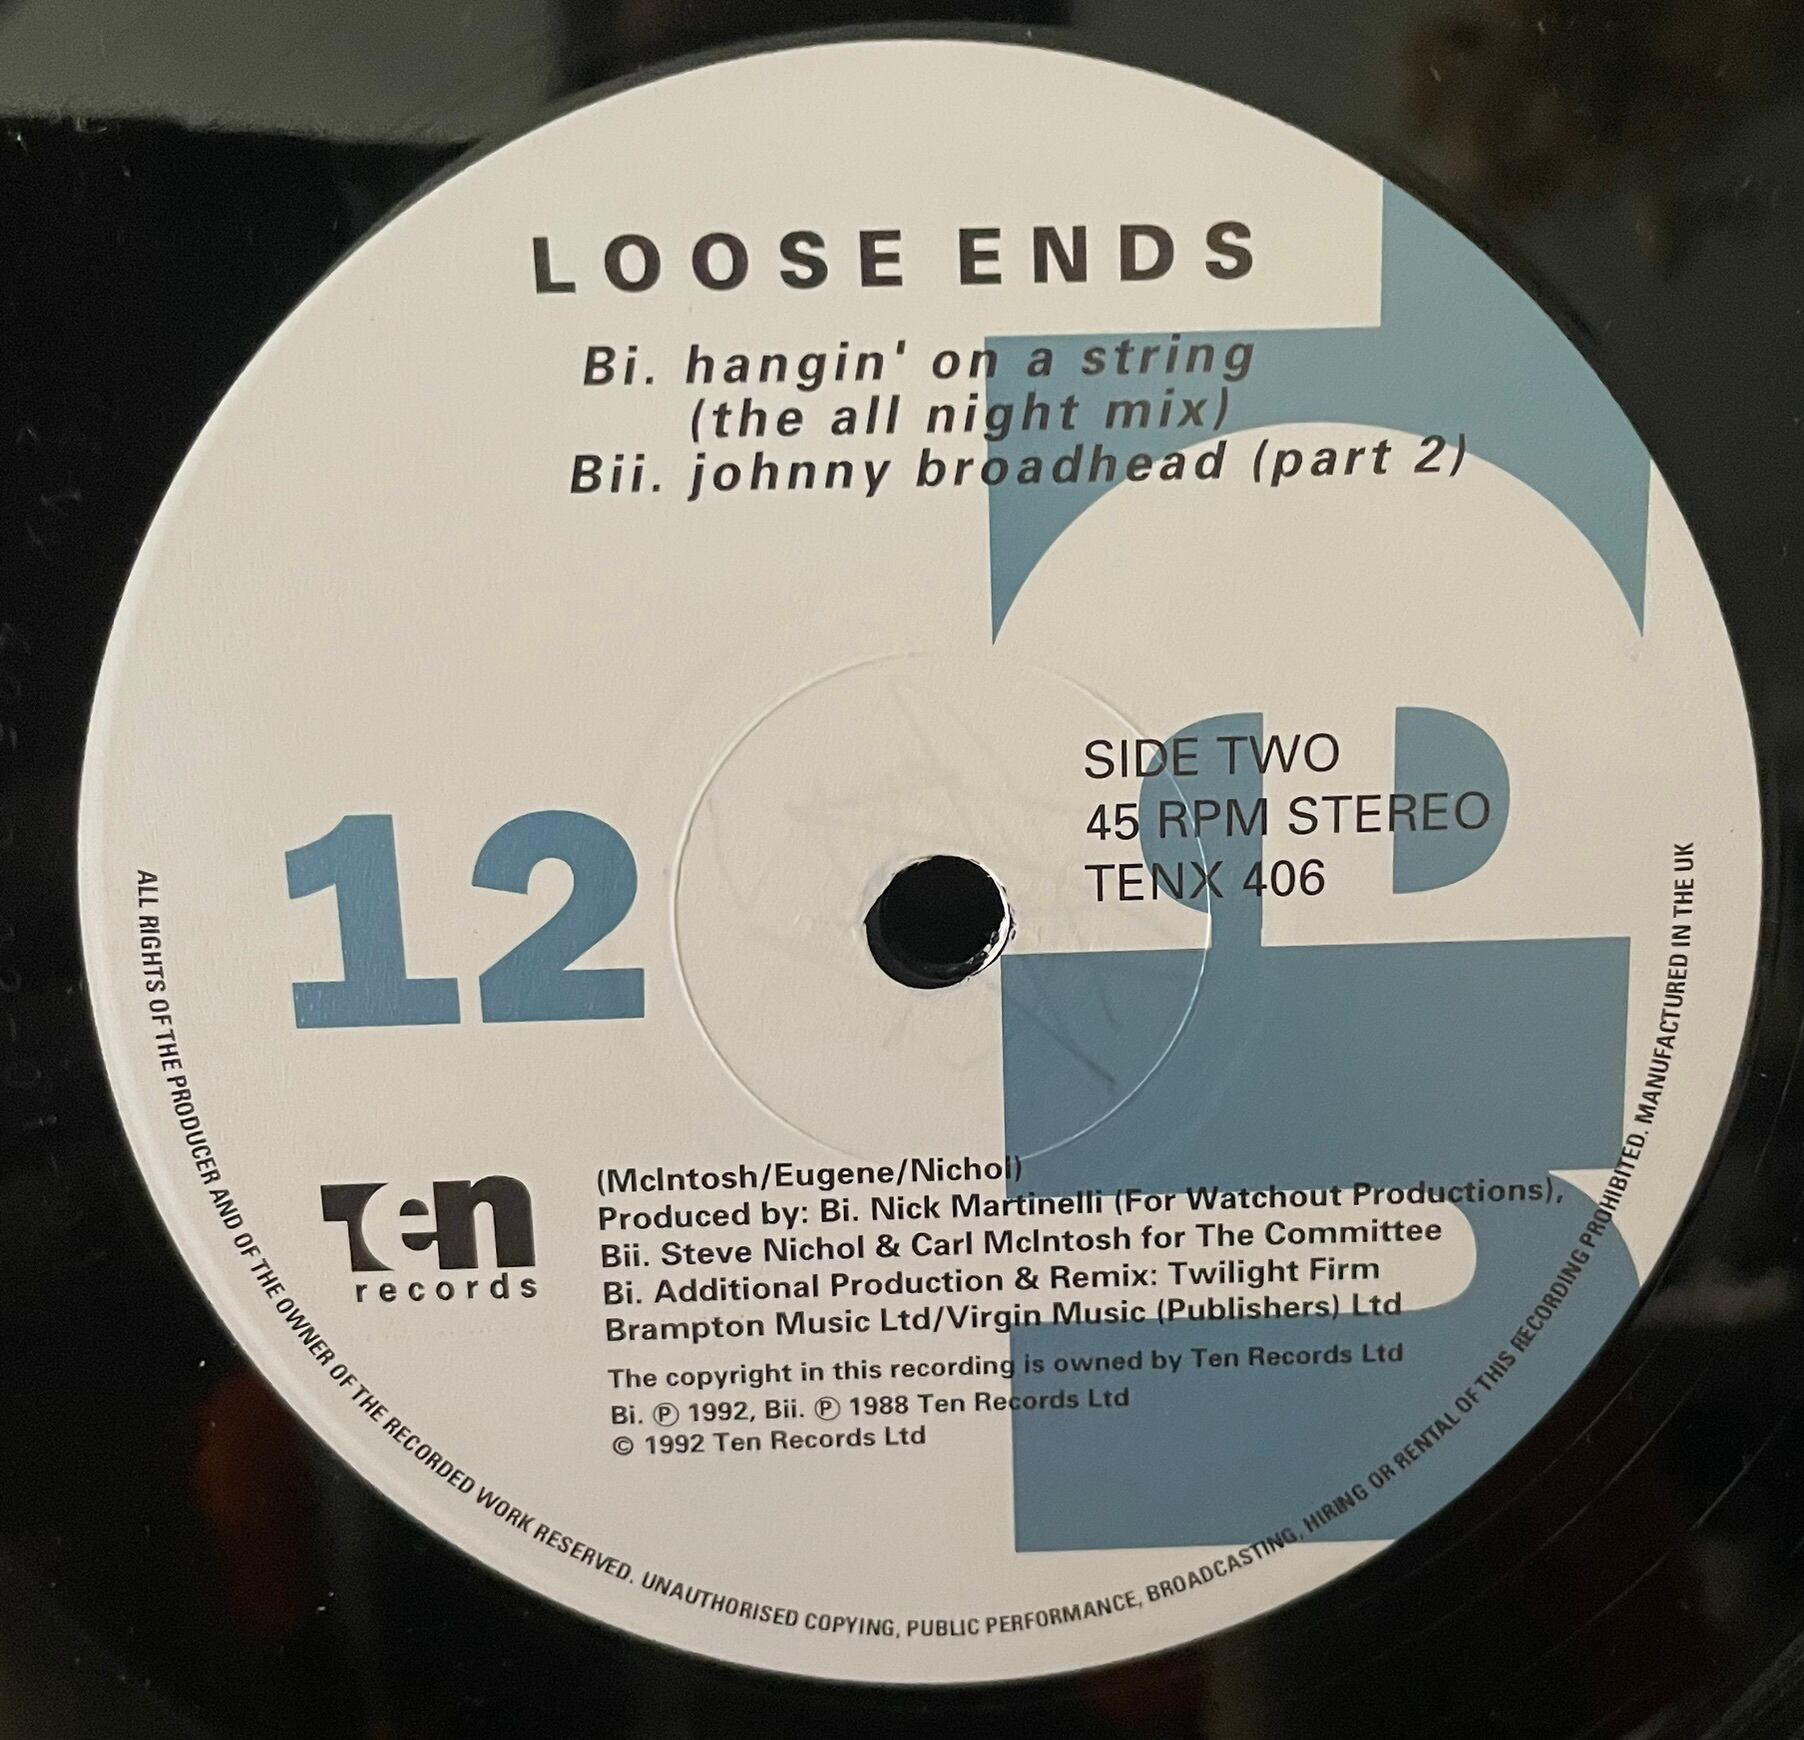 LOOSE ENDS
Bi. hangin' on a string
(the all night mix)
Bii. johnny broadhead (part 2)
SIDE TWO
45 RPM STEREO
TENX 406
12
Ten
records
(McIntosh/Eugene/Nichol)
Produced by: Bi. Nick Martinelli (For Watchout Productions),
Bii. Steve Nichol & Carl McIntosh for The Committee
Bi. Additional Production & Remix: Twilight Firm
Brampton Music Ltd/Virgin Music (Publishers) Ltd
The copyright in this recording is owned by Ten Records Ltd
Bi. ℗ 1992, Bii. ℗ 1988 Ten Records Ltd
© 1992 Ten Records Ltd
ALL RIGHTS OF THE PRODUCER AND OF THE OWNER OF THE RECORDED WORK RESERVED. UNAUTHORISED COPYING, PUBLIC PERFORMANCE, BROADCASTING, HIRING OR RENTAL OF THIS RECORDING PROHIBITED. MANUFACTURED IN THE UK